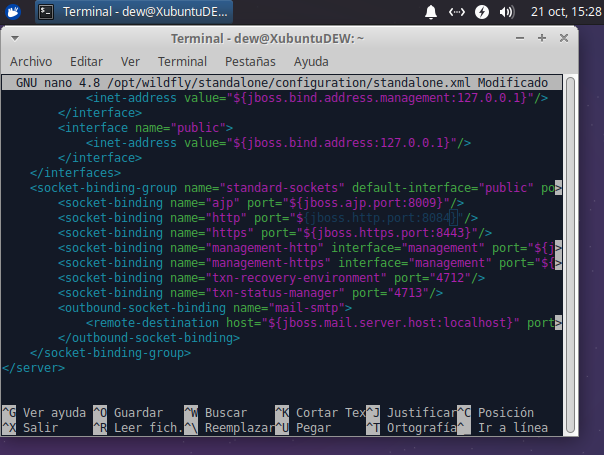 Terminal - dew@XubuntuDE...
21 oct, 15:28
Terminal - dew@XubuntuDEW: ~
Archivo Editar Ver Terminal Pestañas Ayuda
GNU nano 4.8 /opt/wildfly/standalone/configuration/standalone.xml Modificado
<inet-address value="${jboss.bind.address.management:127.0.0.1}"/>
</interface>
<interface name="public">
<inet-address value="${jboss.bind.address:127.0.0.1}"/>
</interface>
</interfaces>
<socket-binding-group name="standard-sockets" default-interface="public" po>
<socket-binding name="ajp" port="${jboss.ajp.port:8009}"/>
<socket-binding name="http" port="${jboss.http.port:8084}"/>
<socket-binding name="https" port="${jboss.https.port:8443}"/>
<socket-binding name="management-http" interface="management" port="${j>
<socket-binding name="management-https" interface="management" port="${>
<socket-binding name="txn-recovery-environment" port="4712"/>
<socket-binding name="txn-status-manager" port="4713"/>
<outbound-socket-binding name="mail-smtp">
<remote-destination host="${jboss.mail.server.host:localhost}" port>
</outbound-socket-binding>
</socket-binding-group>
</server>
^G Ver ayuda ^O Guardar ^W Buscar ^K Cortar Tex ^J Justificar ^C Posición
^X Salir ^R Leer fich. ^\ Reemplazar ^U Pegar ^T Ortografía ^_ Ir a línea